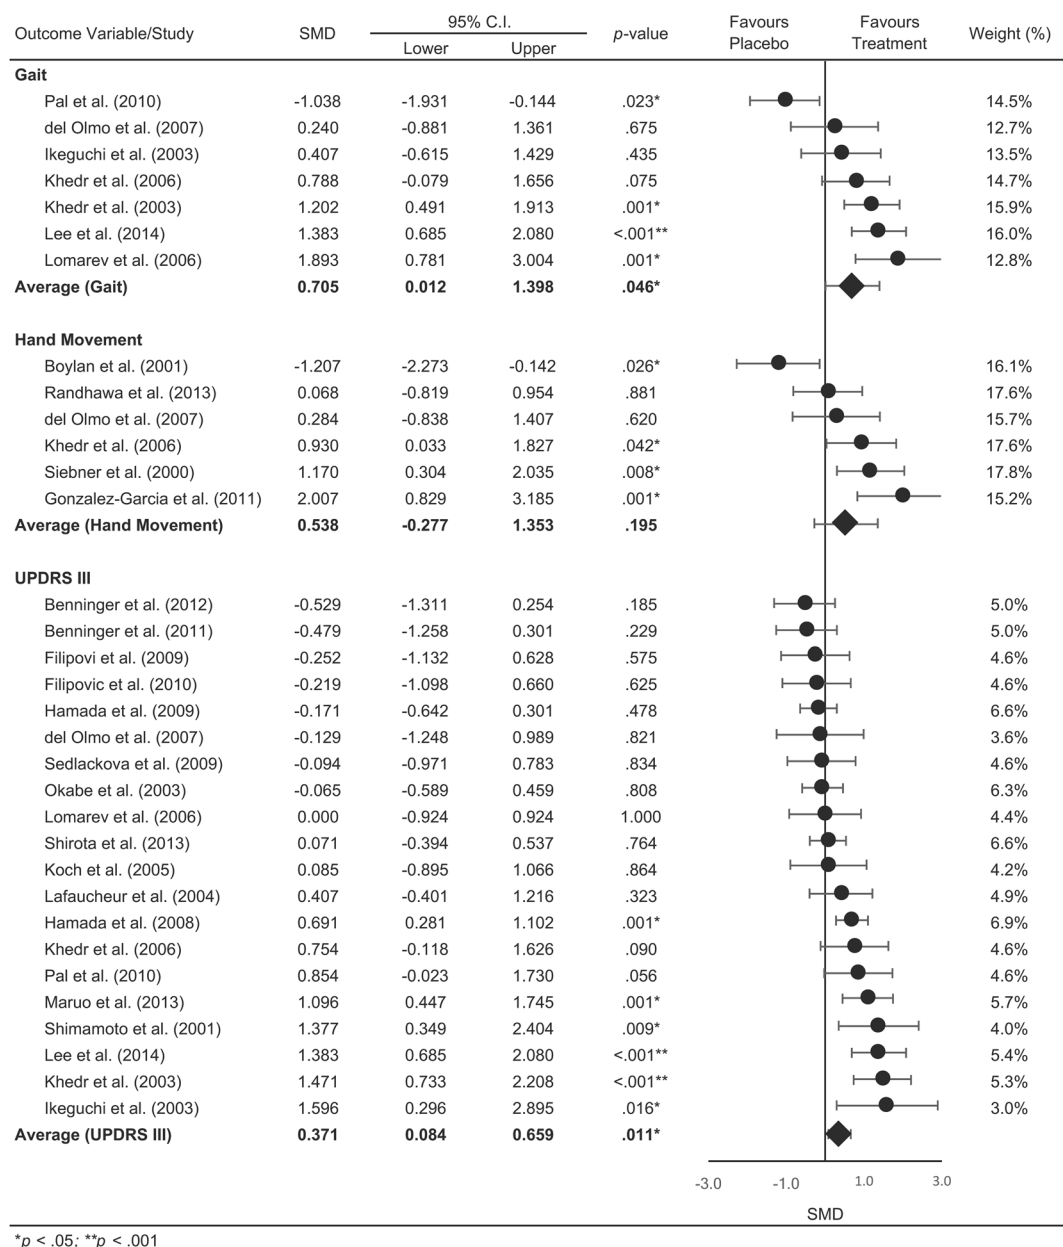 Outcome Variable/Study SMD 95% C.I. p-value Favours Placebo Favours Treatment Weight (%)
Lower Upper
Gait
Pal et al. (2010) -1.038 -1.931 -0.144 .023* 14.5%
del Olmo et al. (2007) 0.240 -0.881 1.361 .675 12.7%
Ikeguchi et al. (2003) 0.407 -0.615 1.429 .435 13.5%
Khedr et al. (2006) 0.788 -0.079 1.656 .075 14.7%
Khedr et al. (2003) 1.202 0.491 1.913 .001* 15.9%
Lee et al. (2014) 1.383 0.685 2.080 <.001** 16.0%
Lomarev et al. (2006) 1.893 0.781 3.004 .001* 12.8%
Average (Gait) 0.705 0.012 1.398 .046*
Hand Movement
Boylan et al. (2001) -1.207 -2.273 -0.142 .026* 16.1%
Randhawa et al. (2013) 0.068 -0.819 0.954 .881 17.6%
del Olmo et al. (2007) 0.284 -0.838 1.407 .620 15.7%
Khedr et al. (2006) 0.930 0.033 1.827 .042* 17.6%
Siebner et al. (2000) 1.170 0.304 2.035 .008* 17.8%
Gonzalez-Garcia et al. (2011) 2.007 0.829 3.185 .001* 15.2%
Average (Hand Movement) 0.538 -0.277 1.353 .195
UPDRS III
Benninger et al. (2012) -0.529 -1.311 0.254 .185 5.0%
Benninger et al. (2011) -0.479 -1.258 0.301 .229 5.0%
Filipovi et al. (2009) -0.252 -1.132 0.628 .575 4.6%
Filipovic et al. (2010) -0.219 -1.098 0.660 .625 4.6%
Hamada et al. (2009) -0.171 -0.642 0.301 .478 6.6%
del Olmo et al. (2007) -0.129 -1.248 0.989 .821 3.6%
Sedlackova et al. (2009) -0.094 -0.971 0.783 .834 4.6%
Okabe et al. (2003) -0.065 -0.589 0.459 .808 6.3%
Lomarev et al. (2006) 0.000 -0.924 0.924 1.000 4.4%
Shirota et al. (2013) 0.071 -0.394 0.537 .764 6.6%
Koch et al. (2005) 0.085 -0.895 1.066 .864 4.2%
Lafaucheur et al. (2004) 0.407 -0.401 1.216 .323 4.9%
Hamada et al. (2008) 0.691 0.281 1.102 .001* 6.9%
Khedr et al. (2006) 0.754 -0.118 1.626 .090 4.6%
Pal et al. (2010) 0.854 -0.023 1.730 .056 4.6%
Maruo et al. (2013) 1.096 0.447 1.745 .001* 5.7%
Shimamoto et al. (2001) 1.377 0.349 2.404 .009* 4.0%
Lee et al. (2014) 1.383 0.685 2.080 <.001** 5.4%
Khedr et al. (2003) 1.471 0.733 2.208 <.001** 5.3%
Ikeguchi et al. (2003) 1.596 0.296 2.895 .016* 3.0%
Average (UPDRS III) 0.371 0.084 0.659 .011*
-3.0 -1.0 1.0 3.0
SMD
*p < .05; **p < .001